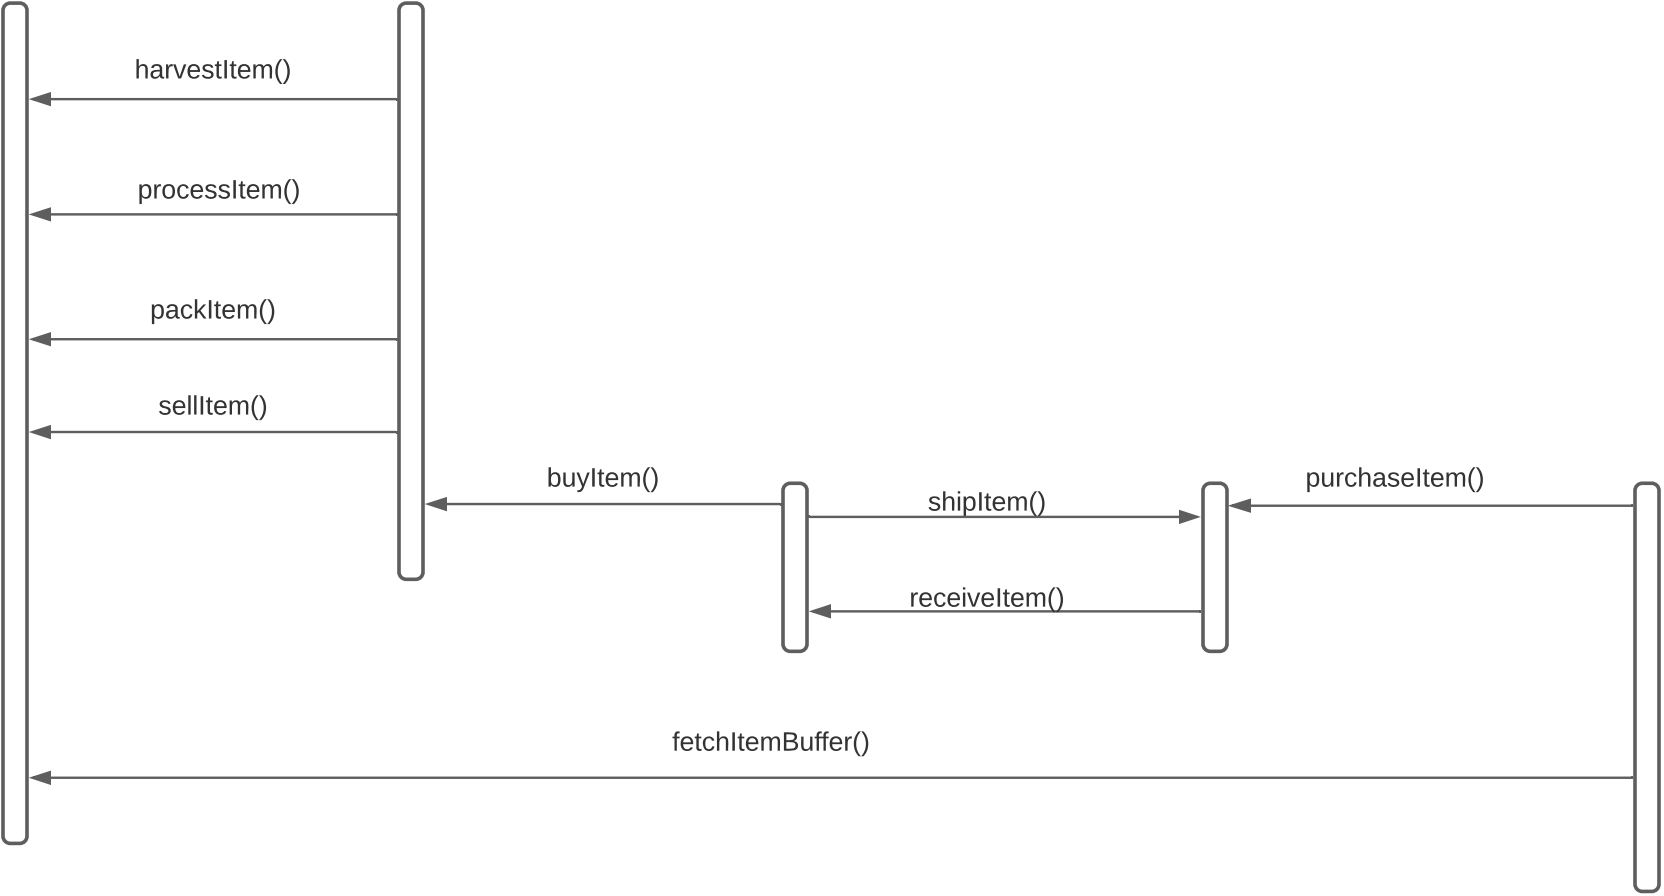 harvestItem()
processItem()
packItem()
sellItem()
buyItem()
shipItem()
purchaseItem()
receiveItem()
fetchItemBuffer()